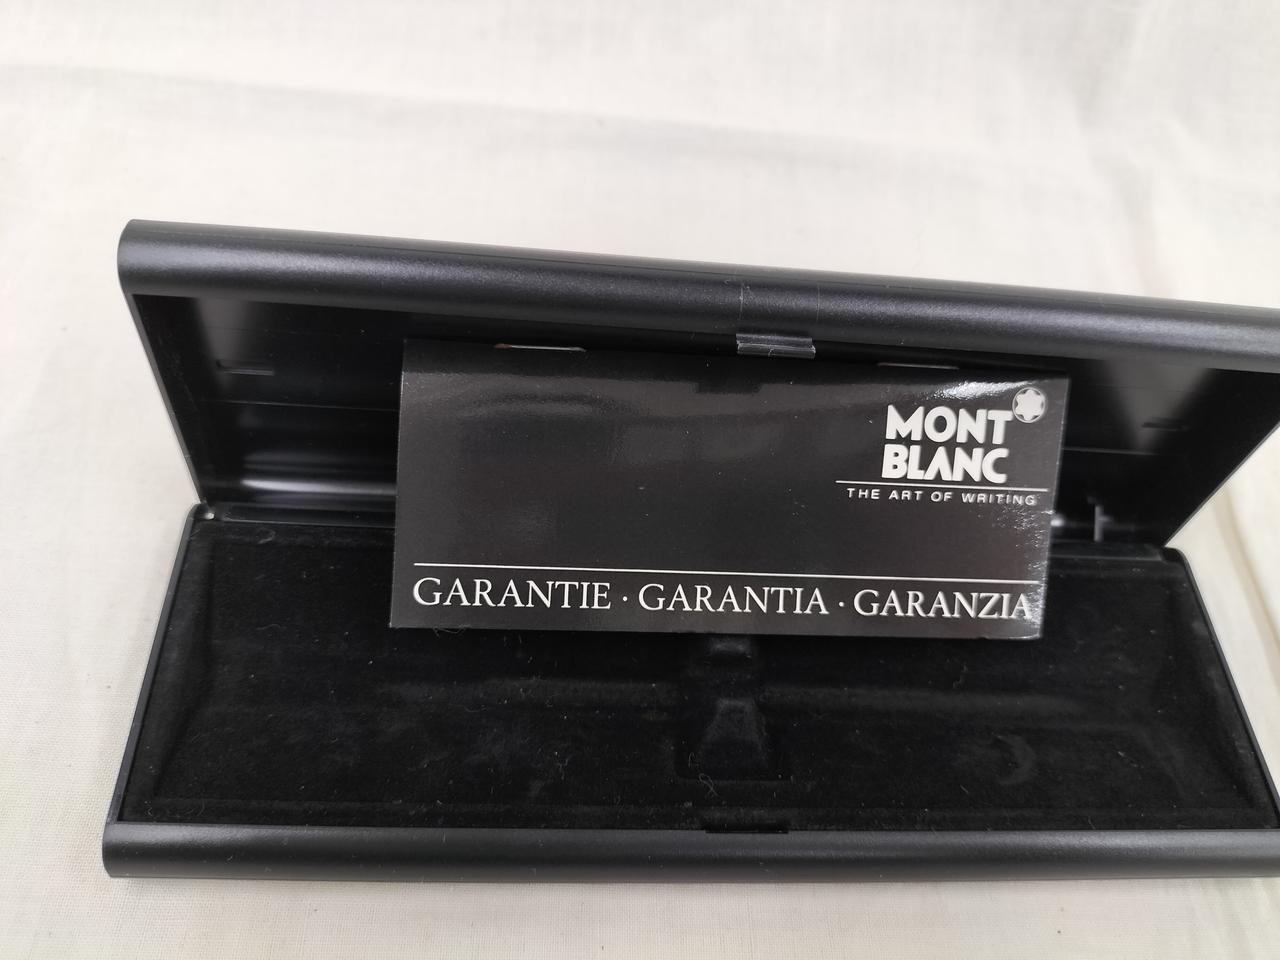 MONT
BLANC
THE ART OF WRITING
GARANTIE · GARANTIA · GARANZIA